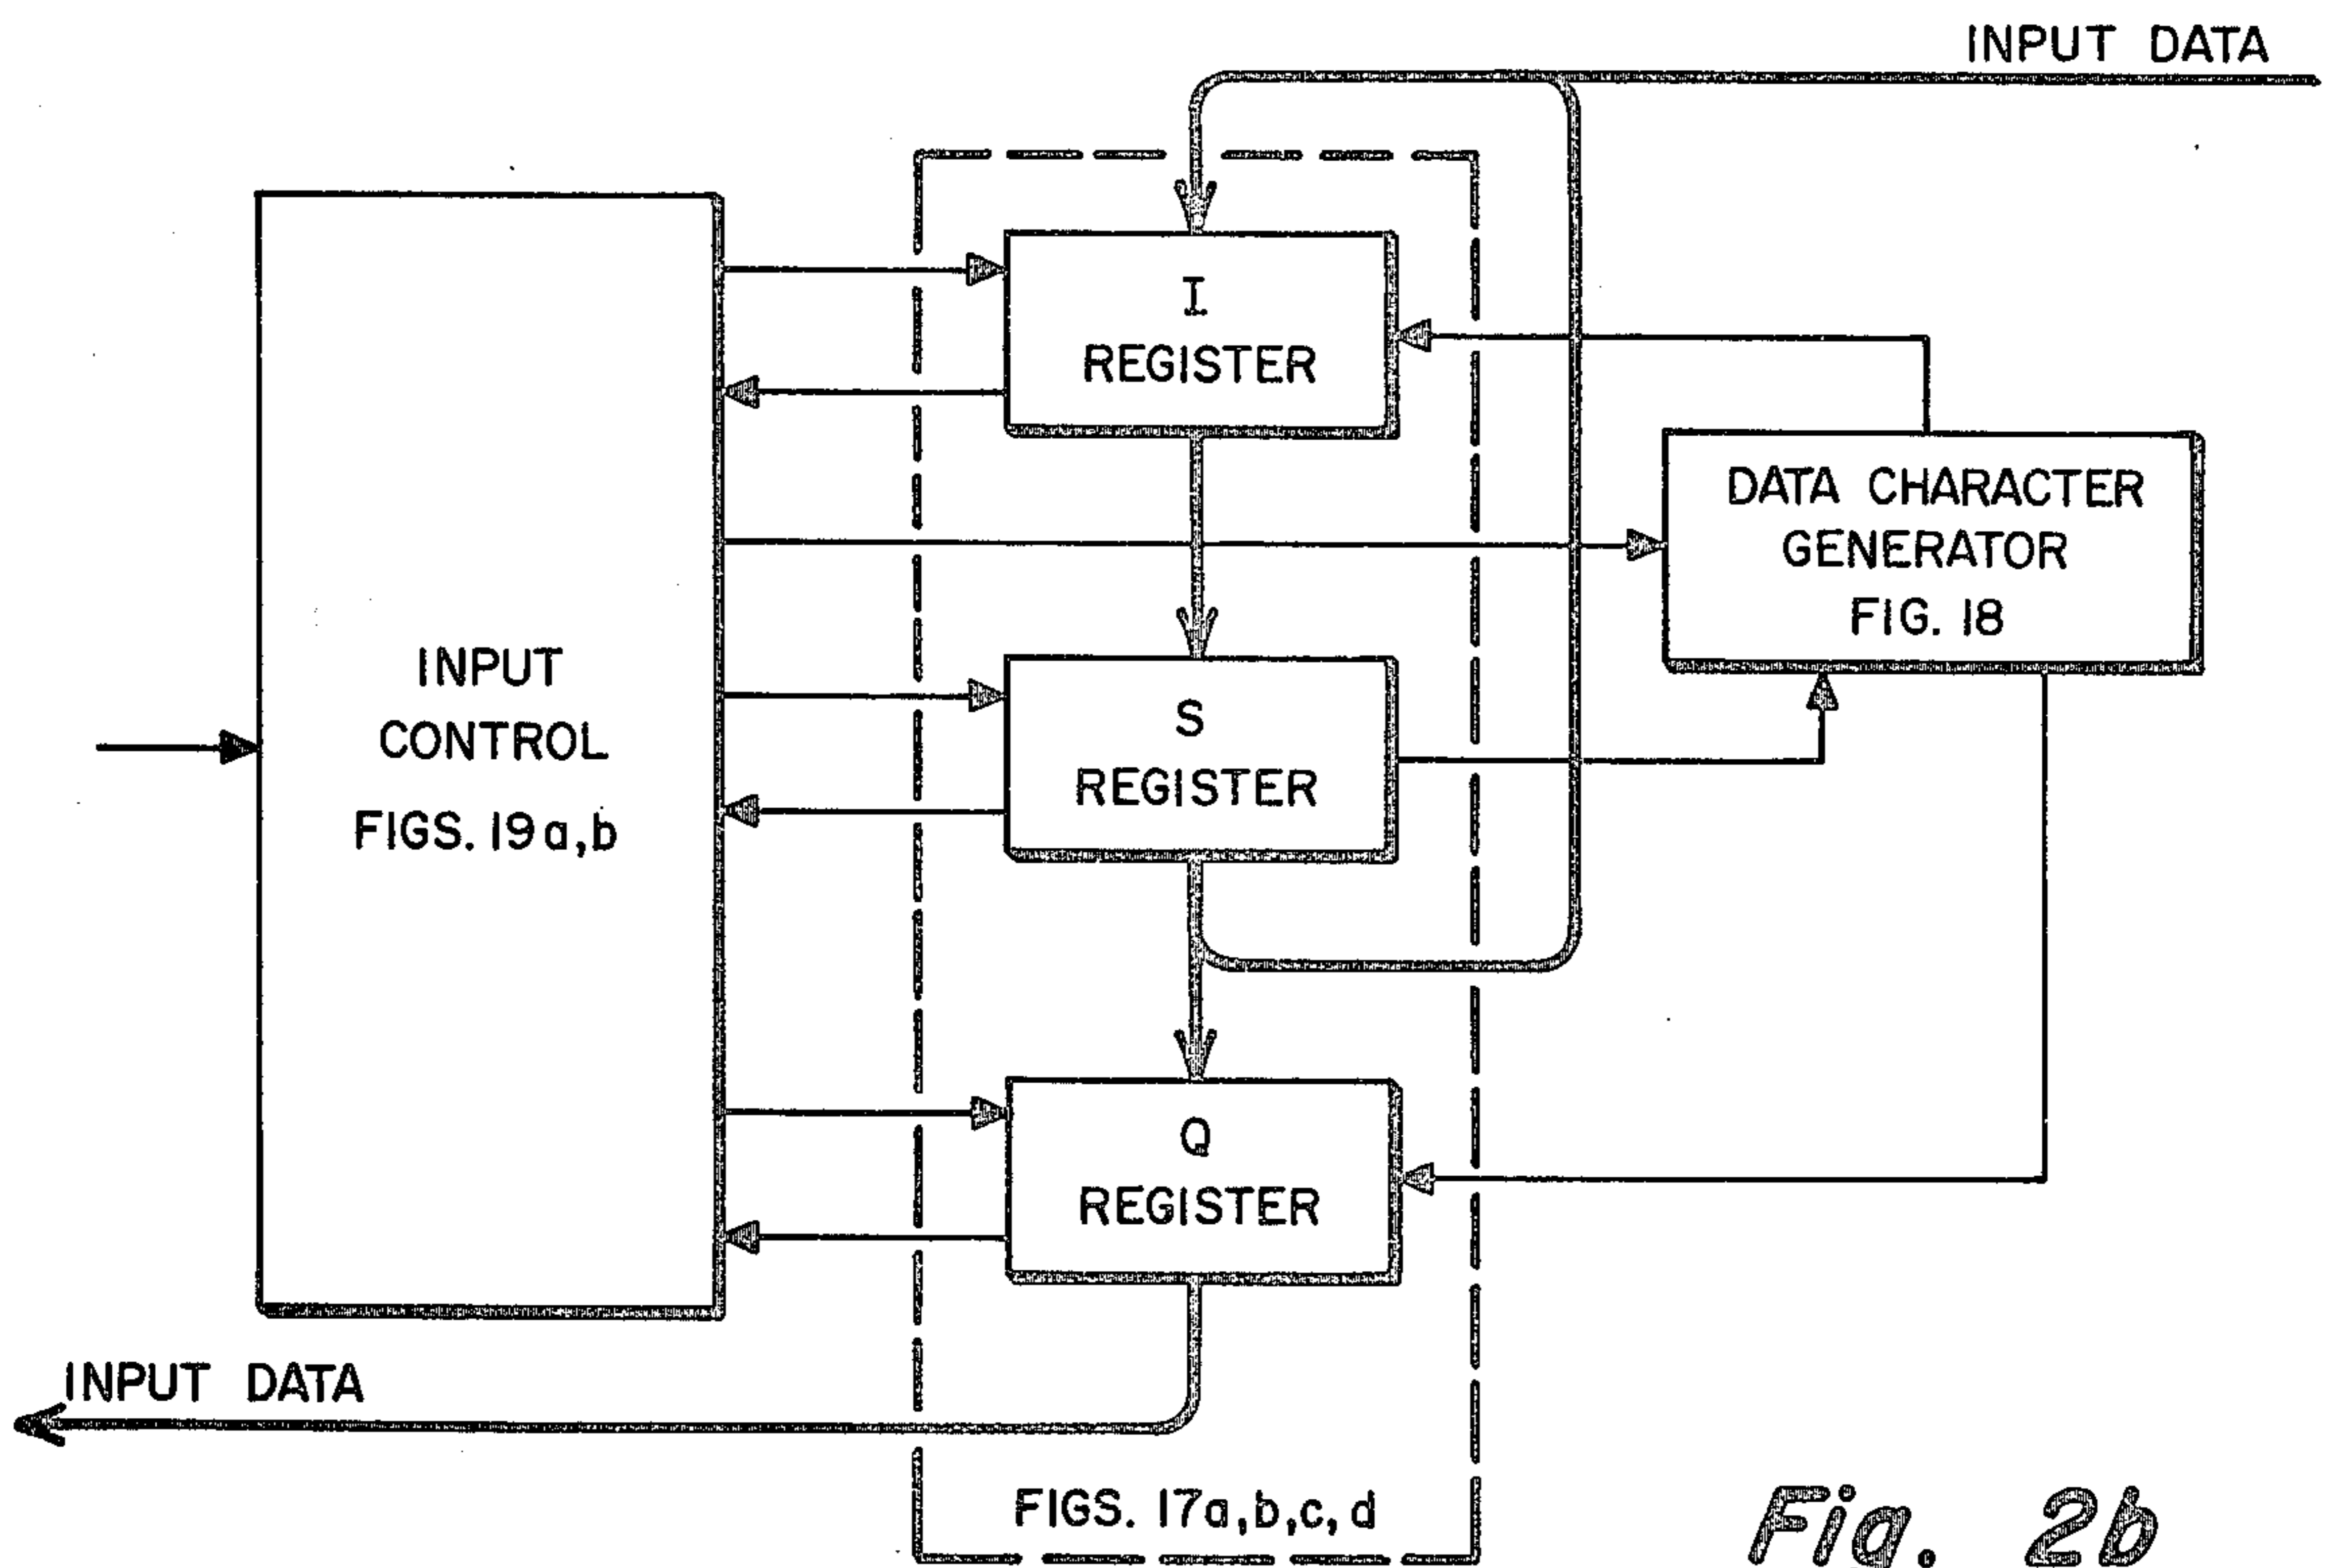 INPUT DATA
I
REGISTER
DATA CHARACTER
GENERATOR
FIG. 18
INPUT
CONTROL
FIGS. 19a,b
S
REGISTER
Q
REGISTER
INPUT DATA
FIGS. 17a,b,c,d
Fig. 2b